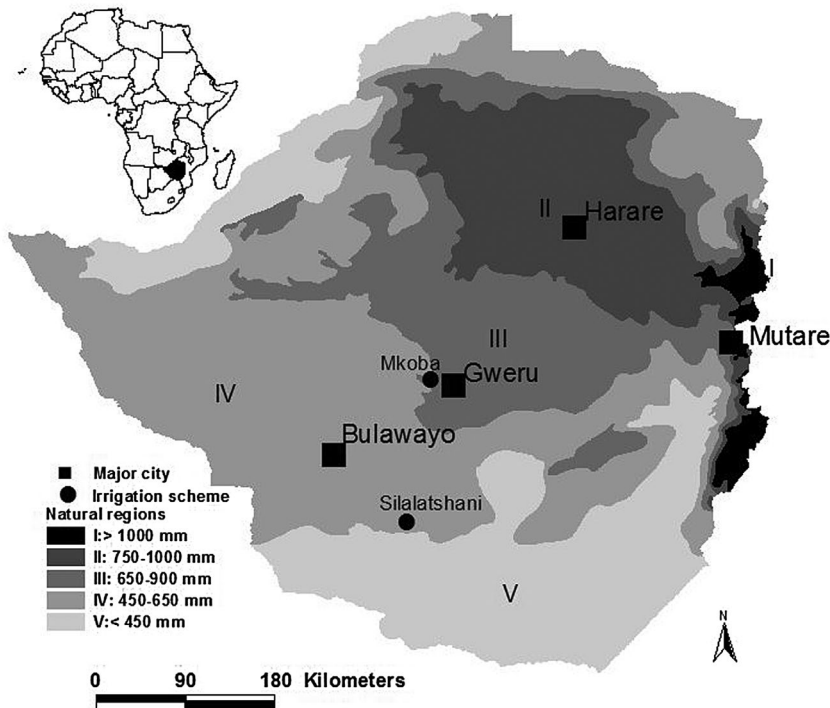 II Harare
I
III
Mutare
Mkoba
Gweru
IV
Bulawayo
Silalatshani
V
Major city
Irrigation scheme
Natural regions
I:> 1000 mm
II: 750-1000 mm
III: 650-900 mm
IV: 450-650 mm
V:< 450 mm
N
0 90 180 Kilometers